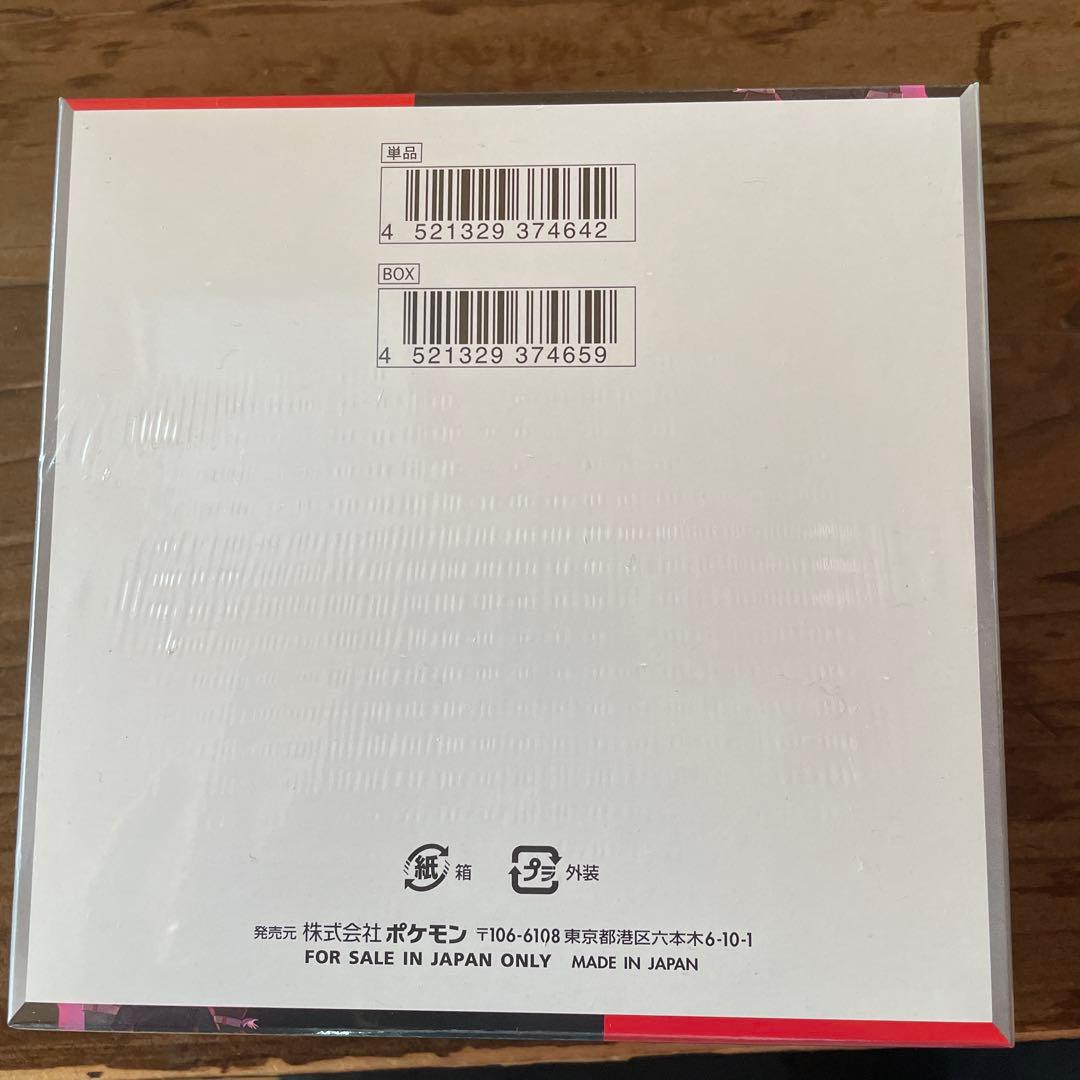 単品
4 521329 374642
BOX
4 521329 374659
紙 箱 プラ 外装
発売元 株式会社 ポケモン 〒106-6108 東京都港区六本木6-10-1
FOR SALE IN JAPAN ONLY MADE IN JAPAN